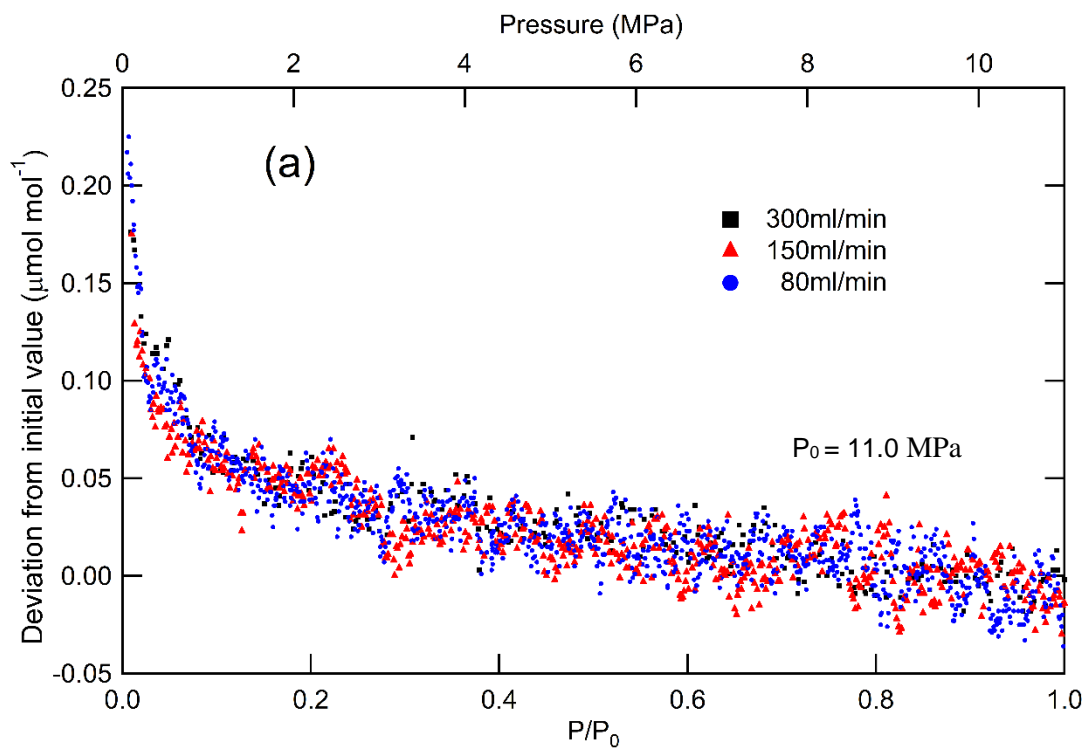 Pressure (MPa)
0 2 4 6 8 10
0.25
(a)
0.20
300ml/min
150ml/min
80ml/min
0.15
0.10
P₀ = 11.0 MPa
0.05
0.00
-0.05
Deviation from initial value (μmol mol⁻¹)
0.0 0.2 0.4 0.6 0.8 1.0
P/P₀